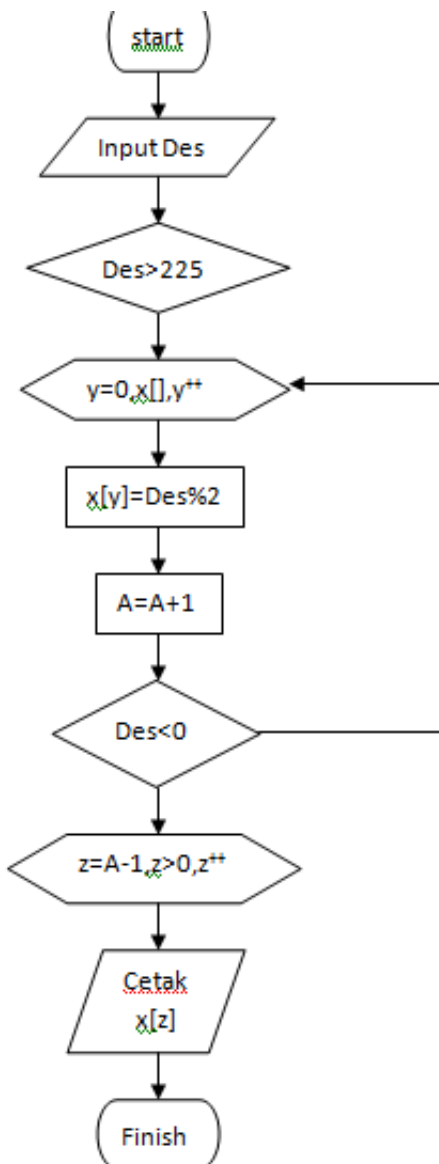 start
Input Des
Des>225
y=0,x[],y++
x[y]=Des%2
A=A+1
Des<0
z=A-1,z>0,z++
Cetak
x[z]
Finish